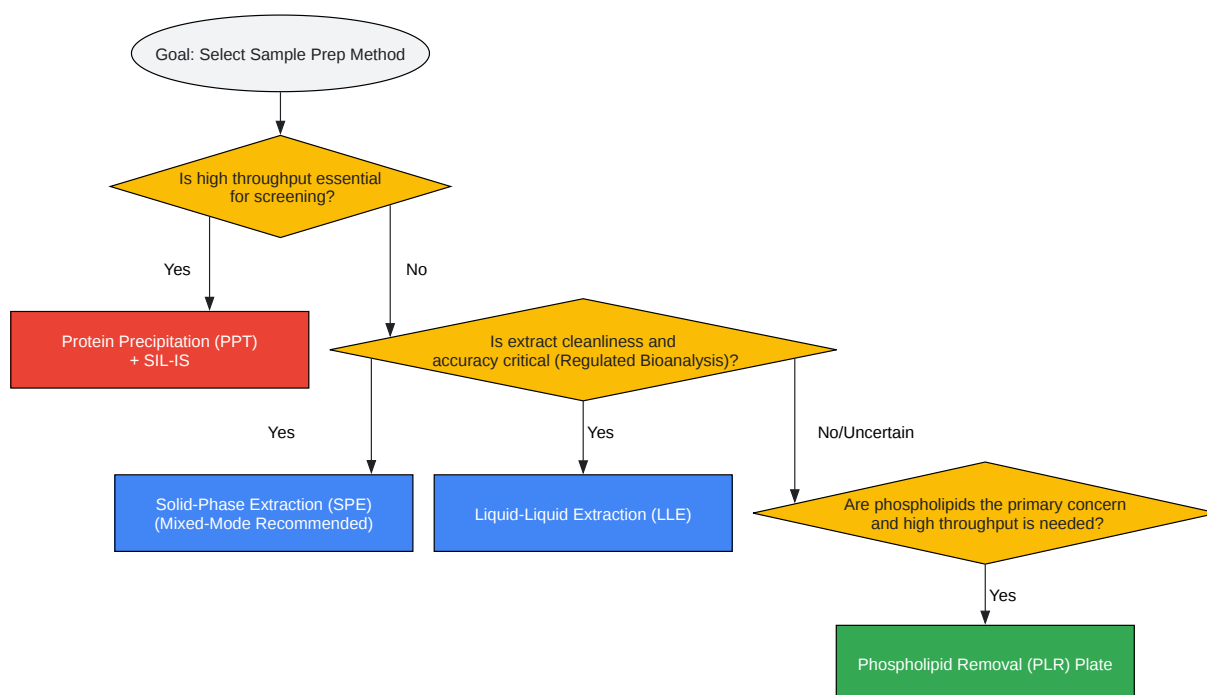 Goal: Select Sample Prep Method
Is high throughput essential
for screening?
Yes
No
Protein Precipitation (PPT)
+ SIL-IS
Is extract cleanliness and
accuracy critical (Regulated Bioanalysis)?
Yes
Yes
No/Uncertain
Solid-Phase Extraction (SPE)
(Mixed-Mode Recommended)
Liquid-Liquid Extraction (LLE)
Are phospholipids the primary concern
and high throughput is needed?
Yes
Phospholipid Removal (PLR) Plate